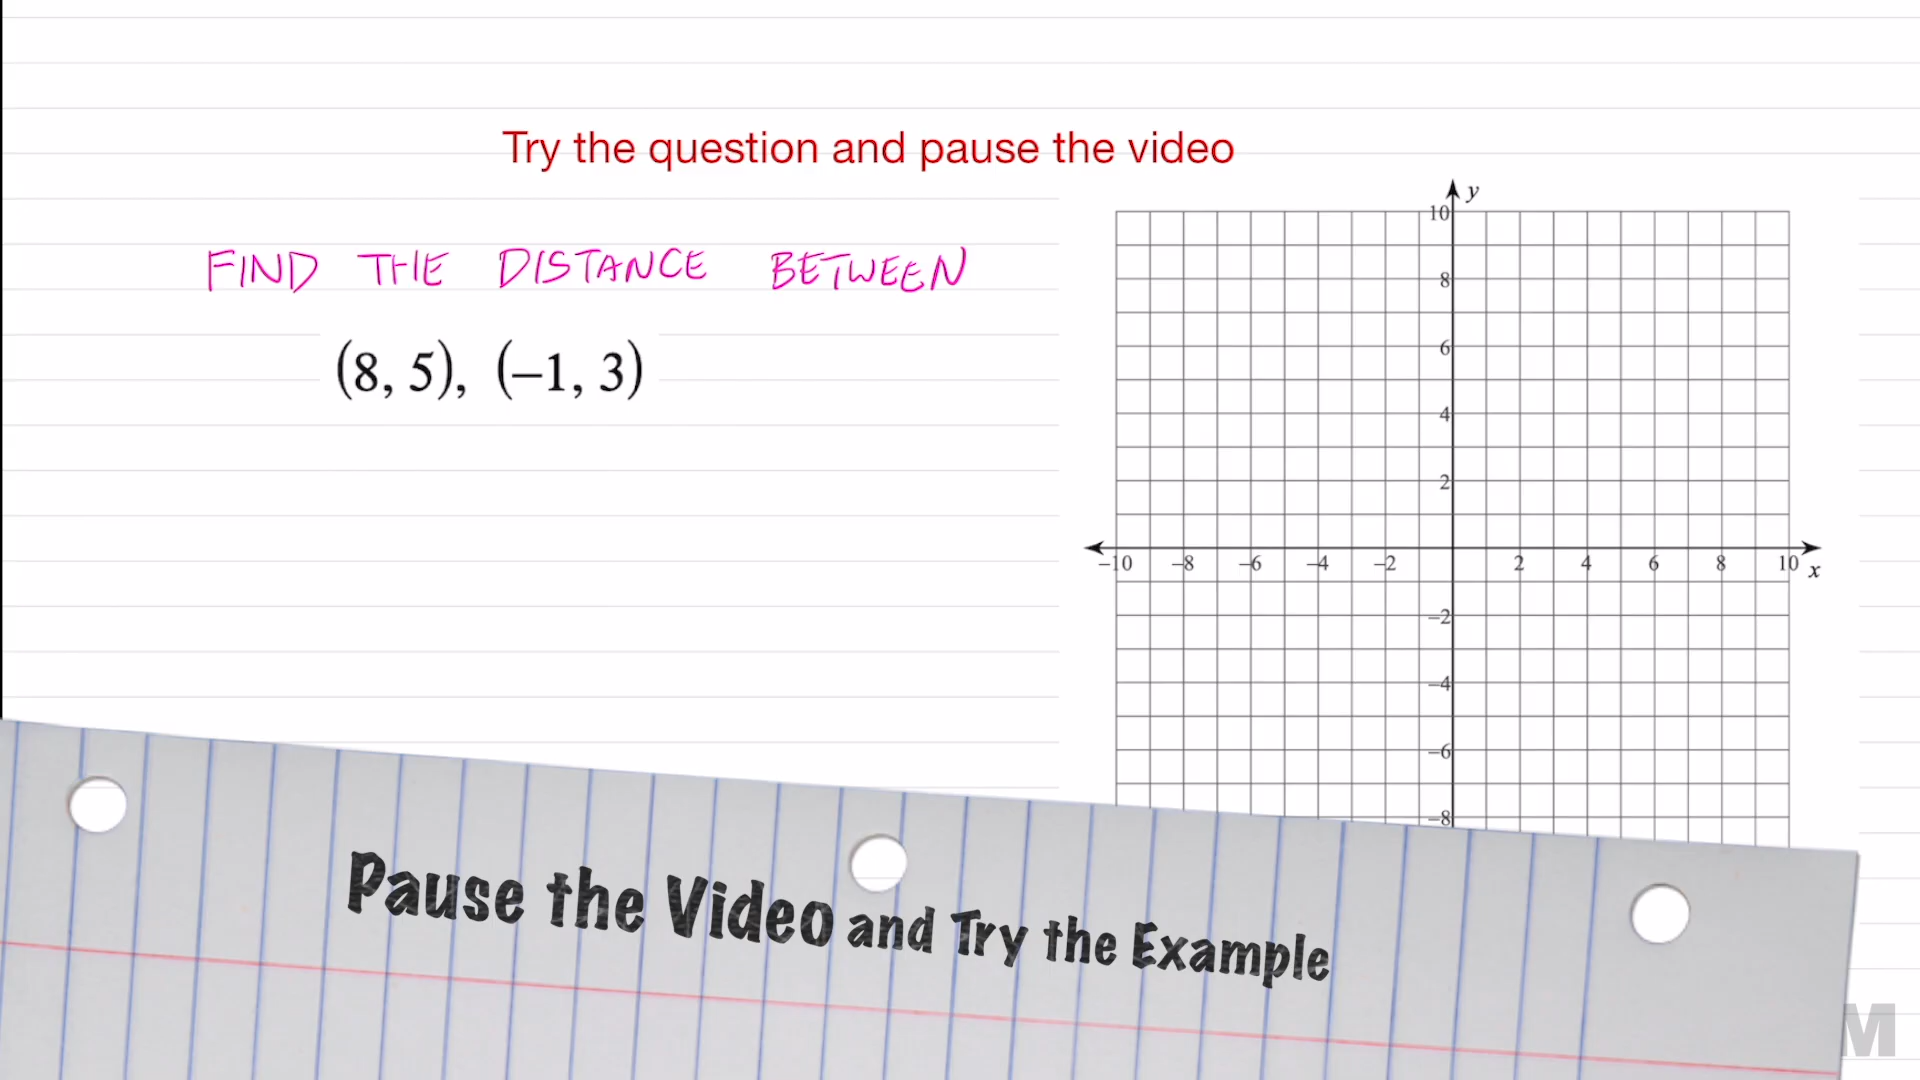 Try the question and pause the video
FIND THE DISTANCE BETWEEN
(8, 5), (–1, 3)
y
10
8
6
4
2
–10 –8 –6 –4 –2 2 4 6 8 10 x
–2
–4
–6
–8
Pause the Video and Try the Example
M